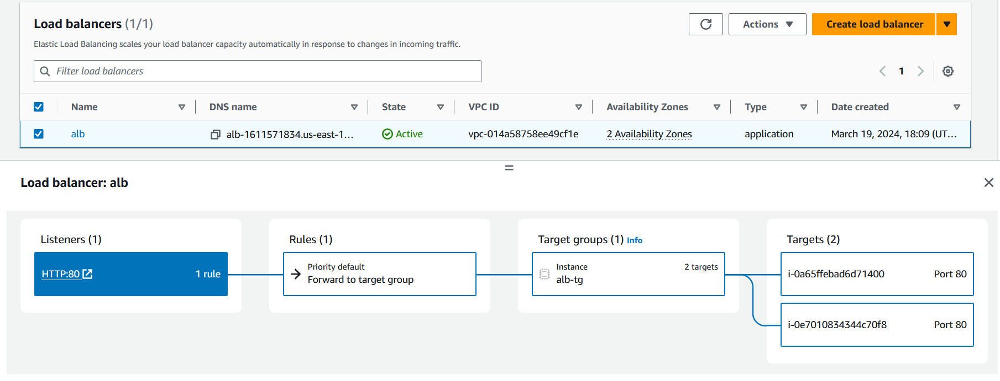 Load balancers (1/1)
Actions
Create load balancer
Elastic Load Balancing scales your load balancer capacity automatically in response to changes in incoming traffic.
Filter load balancers
1
Name DNS name State VPC ID Availability Zones Type Date created
alb alb-1611571834.us-east-1... Active vpc-014a58758ee49cf1e 2 Availability Zones application March 19, 2024, 18:09 (UT...
Load balancer: alb
Listeners (1)
HTTP:80 1 rule
Rules (1)
Priority default
Forward to target group
Target groups (1) Info
Instance 2 targets
alb-tg
Targets (2)
i-0a65ffebad6d71400 Port 80
i-0e7010834344c70f8 Port 80